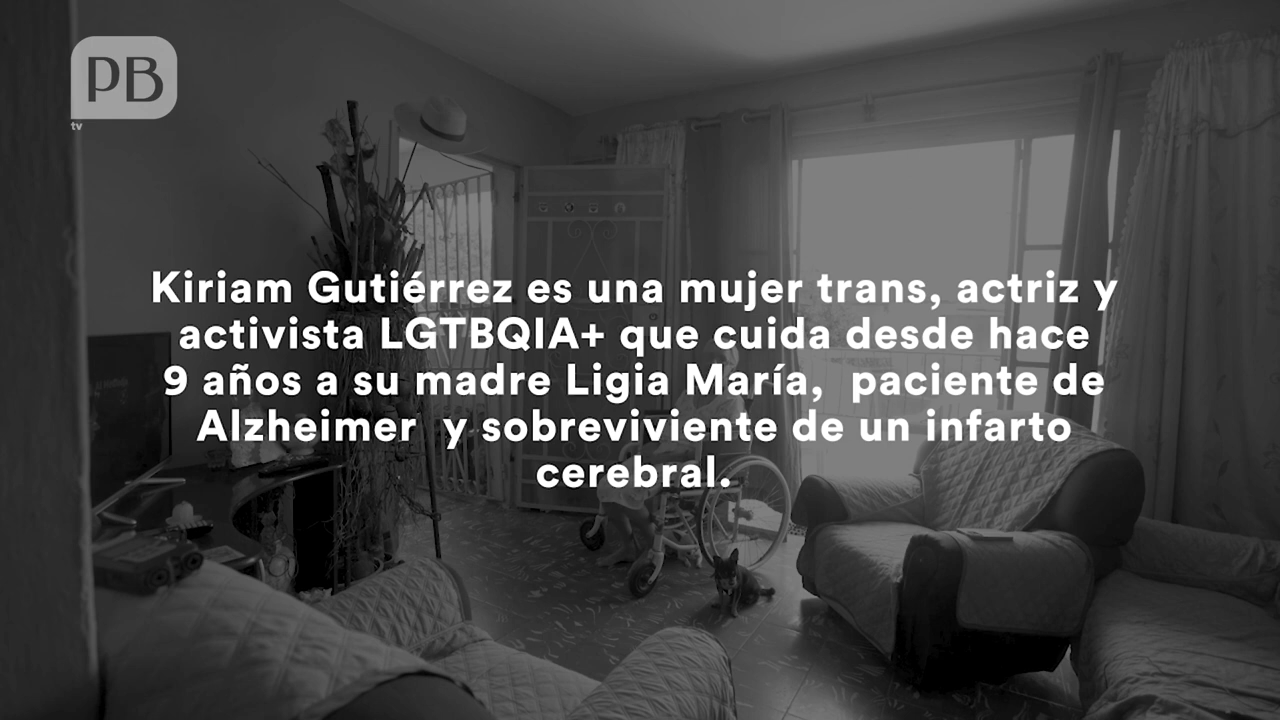 PB
tv
Kiriam Gutiérrez es una mujer trans, actriz y
activista LGTBQIA+ que cuida desde hace
9 años a su madre Ligia María,  paciente de
Alzheimer  y sobreviviente de un infarto
cerebral.